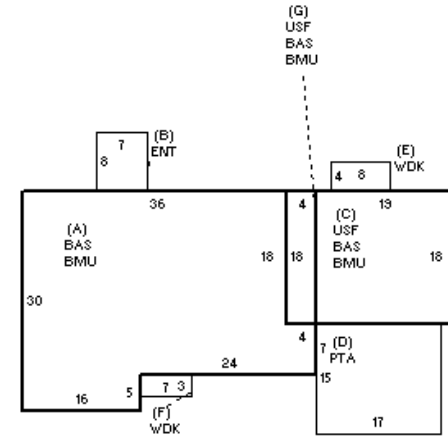 (G)
USF
BAS
BMU
(B)
ENT
7
8
(E)
WDK
4 8
36
4
19
(A)
BAS
BMU
(C)
USF
BAS
BMU
18
18
18
30
4
7
(D)
PTA
24
15
16
5
7 3
(F)
WDK
17